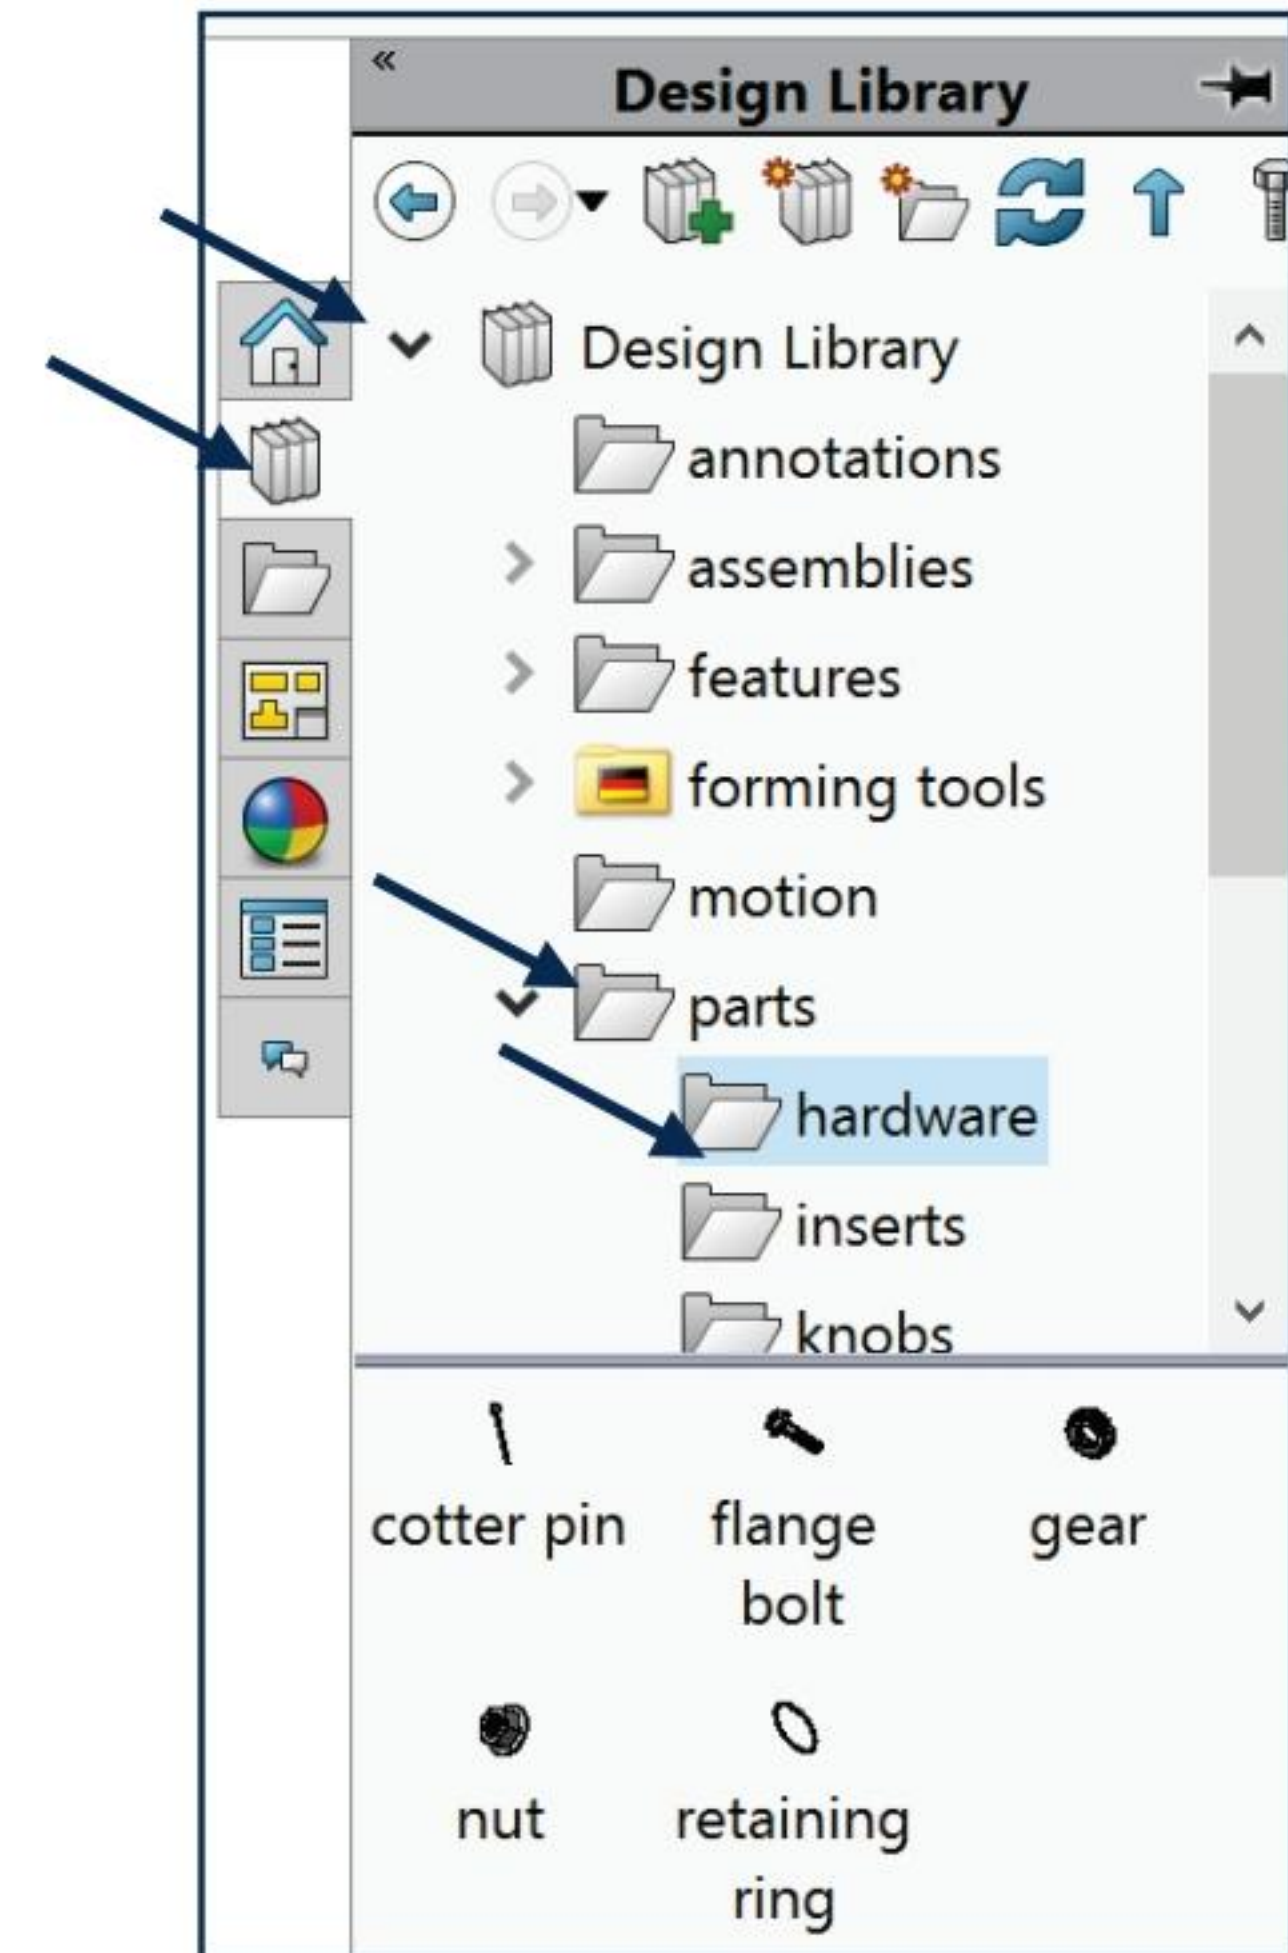 Design Library
Design Library
annotations
assemblies
features
forming tools
motion
parts
hardware
inserts
knobs
cotter pin
flange
bolt
gear
nut
retaining
ring